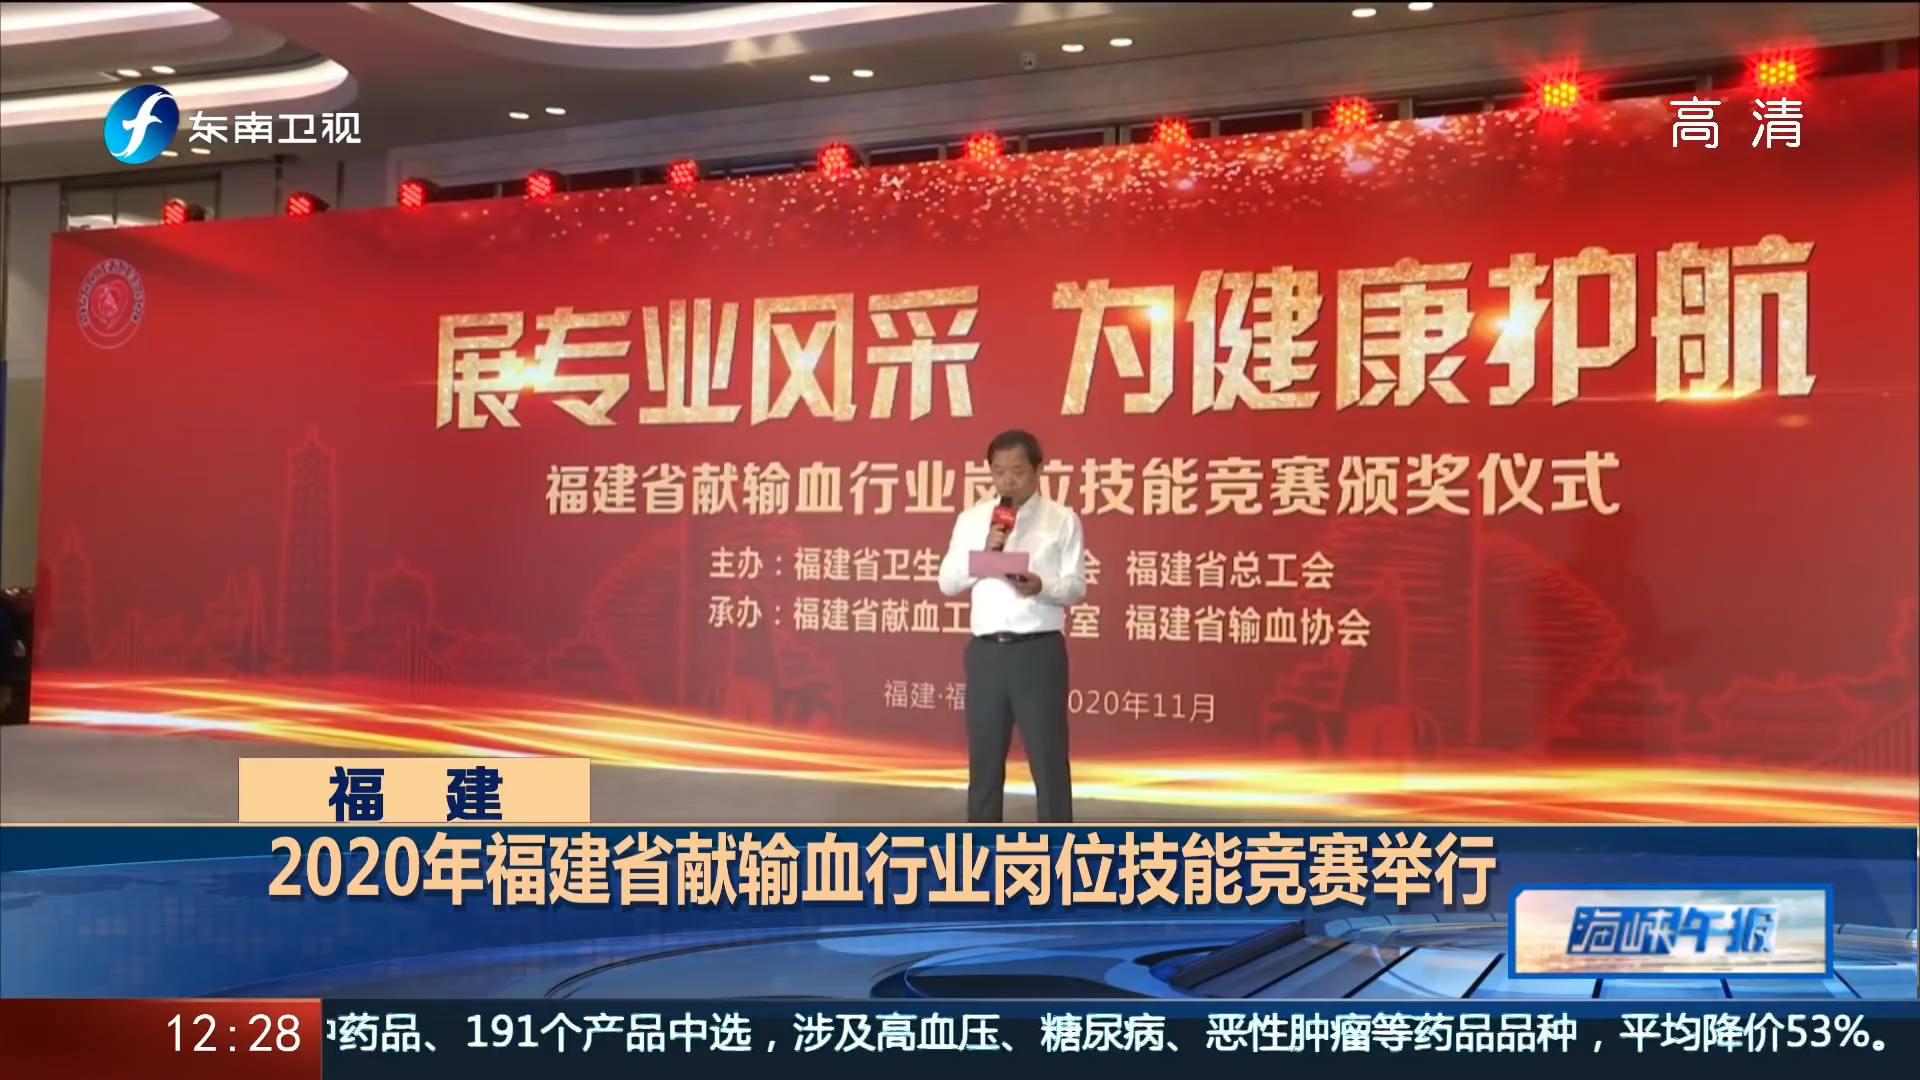 东南卫视
高清
展专业风采 为健康护航
福建省献输血行业岗位技能竞赛颁奖仪式
主办：福建省卫生 会 福建省总工会
承办：福建省献血工 室 福建省输血协会
福建·福 020年11月
福建
2020年福建省献输血行业岗位技能竞赛举行
海峡午报
12:28
药品、191个产品中选，涉及高血压、糖尿病、恶性肿瘤等药品品种，平均降价53%。